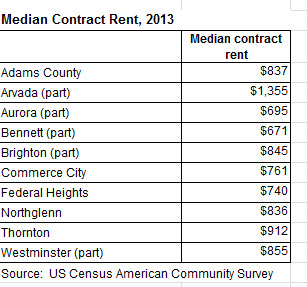 Median Contract Rent, 2013
Median contract
rent
Adams County $837
Arvada (part) $1,355
Aurora (part) $695
Bennett (part) $671
Brighton (part) $845
Commerce City $761
Federal Heights $740
Northglenn $836
Thornton $912
Westminster (part) $855
Source: US Census American Community Survey